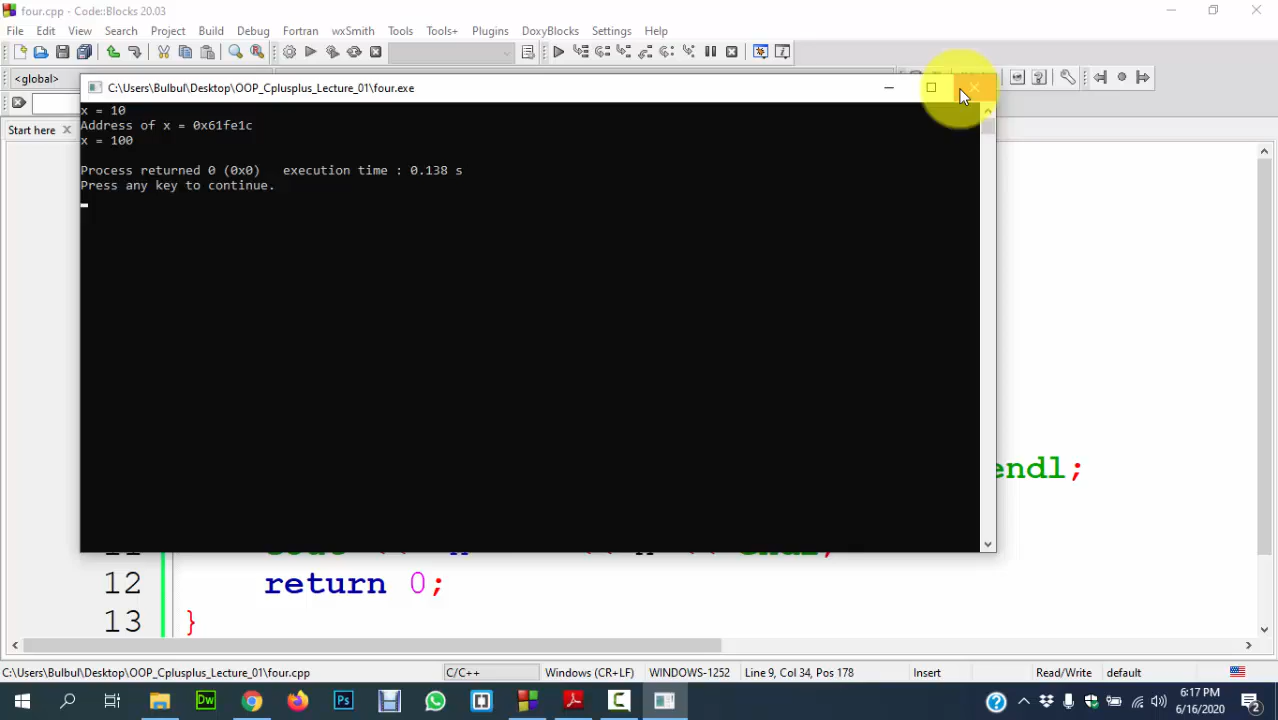 four.cpp - Code::Blocks 20.03
File Edit View Search Project Build Debug Fortran wxSmith Tools Tools+ Plugins DoxyBlocks Settings Help
<global>
C:\Users\Bulbul\Desktop\OOP_Cplusplus_Lecture_01\four.exe
x = 10
Address of x = 0x61fe1c
x = 100
Process returned 0 (0x0)   execution time : 0.138 s
Press any key to continue.
Start here
endl;
12 return 0;
13 }
C:\Users\Bulbul\Desktop\OOP_Cplusplus_Lecture_01\four.cpp C/C++ Windows (CR+LF) WINDOWS-1252 Line 9, Col 34, Pos 178 Insert Read/Write default
Dw Ps 6:17 PM
6/16/2020 2